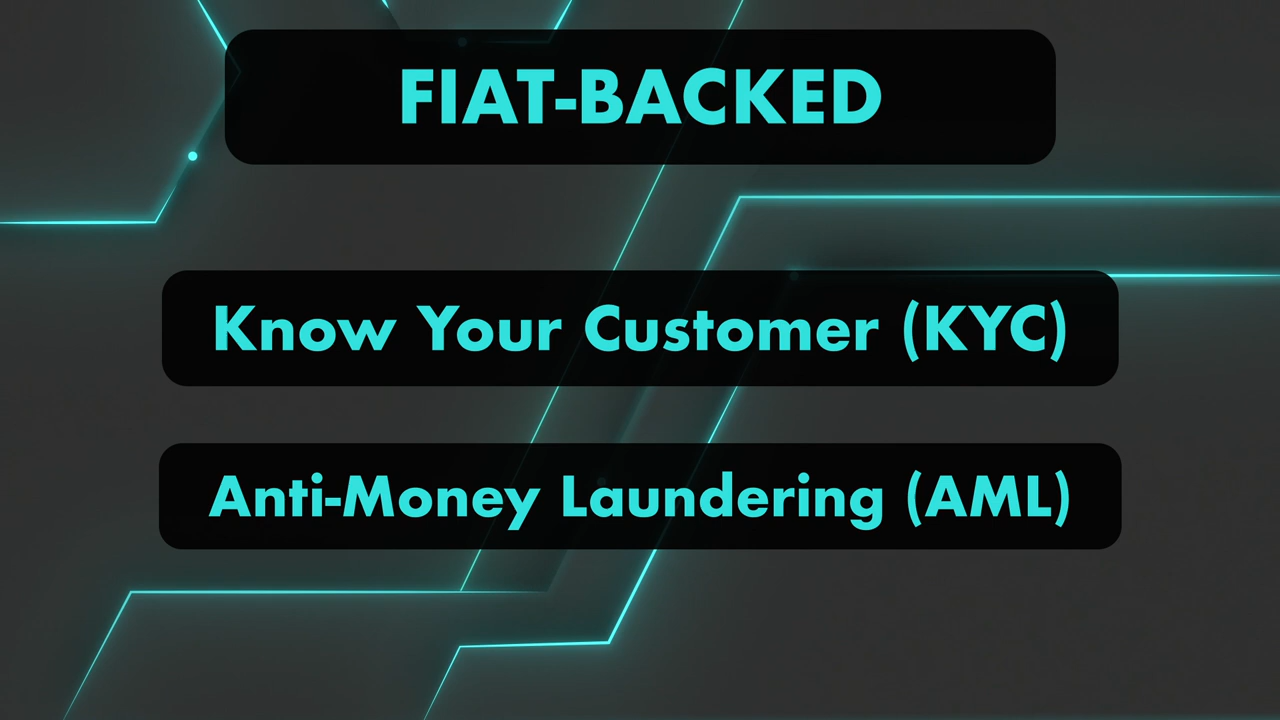 FIAT-BACKED
Know Your Customer (KYC)
Anti-Money Laundering (AML)